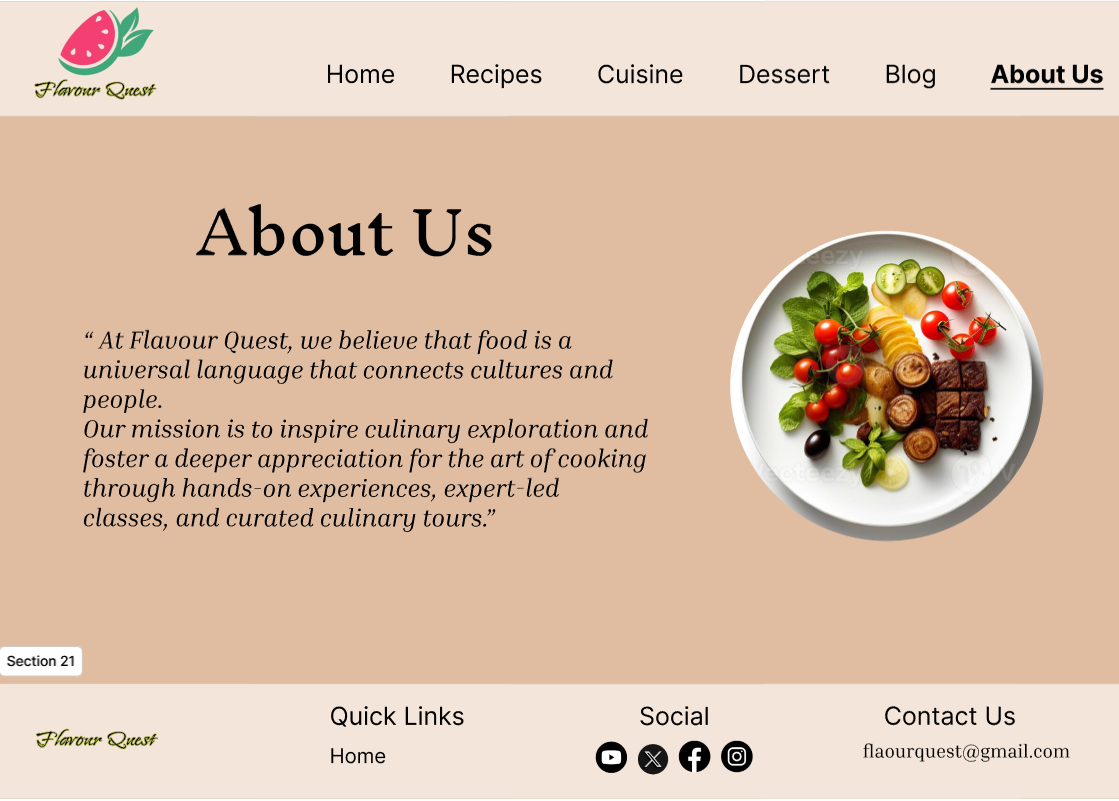 Flavour Quest
Home Recipes Cuisine Dessert Blog About Us
About Us
“ At Flavour Quest, we believe that food is a
universal language that connects cultures and
people.
Our mission is to inspire culinary exploration and
foster a deeper appreciation for the art of cooking
through hands-on experiences, expert-led
classes, and curated culinary tours.”
Section 21
Flavour Quest
Quick Links
Home
Social
Contact Us
flaourquest@gmail.com